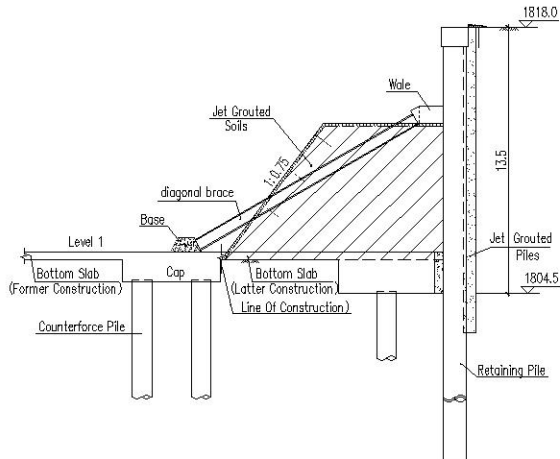 1818.0
Wale
Jet Grouted
Soils
13.5
1:0.75
diagonal brace
Base
Level 1
Jet Grouted
Piles
Bottom Slab
(Former Construction)
Cap
Bottom Slab
(Latter Construction)
1804.5
Line Of Construction)
Counterforce Pile
Retaining Pile